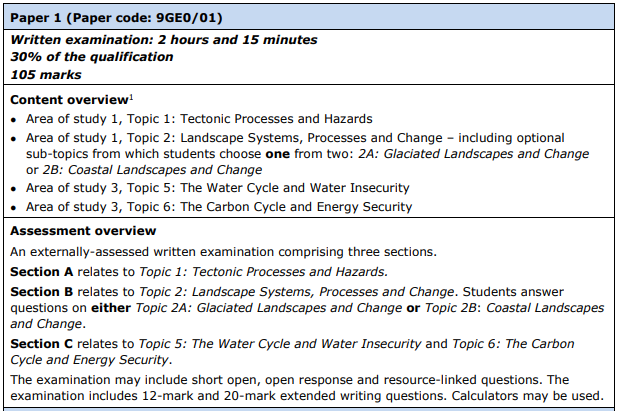 Paper 1 (Paper code: 9GE0/01)
Written examination: 2 hours and 15 minutes
30% of the qualification
105 marks
Content overview¹
● Area of study 1, Topic 1: Tectonic Processes and Hazards
● Area of study 1, Topic 2: Landscape Systems, Processes and Change – including optional
sub-topics from which students choose one from two: 2A: Glaciated Landscapes and Change
or 2B: Coastal Landscapes and Change
● Area of study 3, Topic 5: The Water Cycle and Water Insecurity
● Area of study 3, Topic 6: The Carbon Cycle and Energy Security
Assessment overview
An externally-assessed written examination comprising three sections.
Section A relates to Topic 1: Tectonic Processes and Hazards.
Section B relates to Topic 2: Landscape Systems, Processes and Change. Students answer
questions on either Topic 2A: Glaciated Landscapes and Change or Topic 2B: Coastal Landscapes
and Change.
Section C relates to Topic 5: The Water Cycle and Water Insecurity and Topic 6: The Carbon
Cycle and Energy Security.
The examination may include short open, open response and resource-linked questions. The
examination includes 12-mark and 20-mark extended writing questions. Calculators may be used.